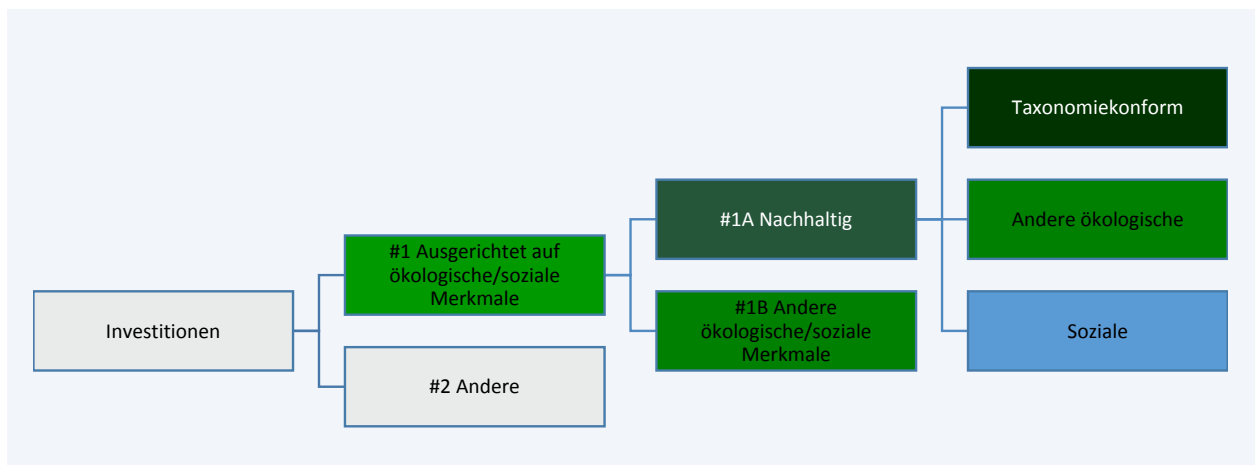 Investitionen
#1 Ausgerichtet auf
ökologische/soziale
Merkmale
#2 Andere
#1A Nachhaltig
#1B Andere
ökologische/soziale
Merkmale
Taxonomiekonform
Andere ökologische
Soziale